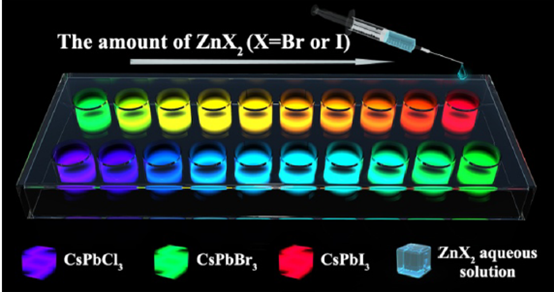 The amount of ZnX₂ (X=Br or I)
CsPbCl₃
CsPbBr₃
CsPbI₃
ZnX₂ aqueous
solution